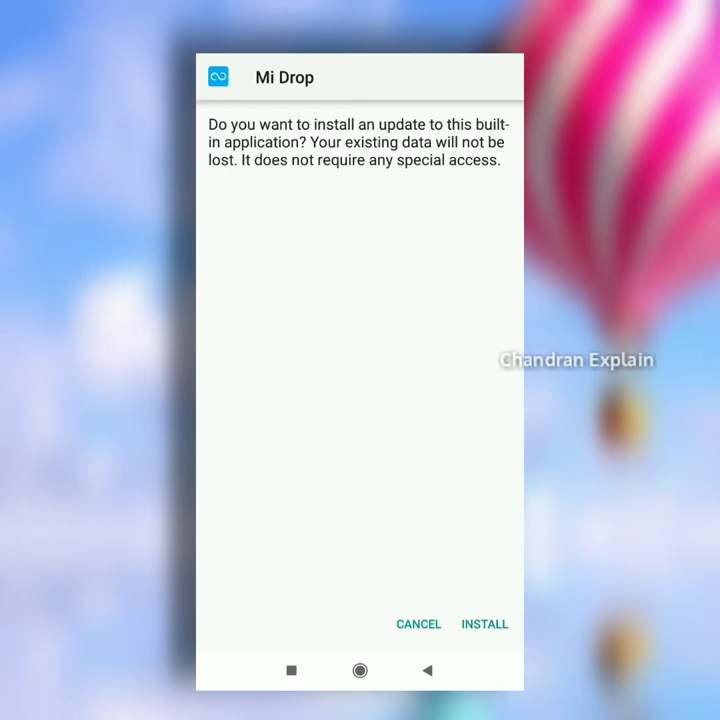 Mi Drop
Do you want to install an update to this built-
in application? Your existing data will not be
lost. It does not require any special access.
Chandran Explain
CANCEL INSTALL